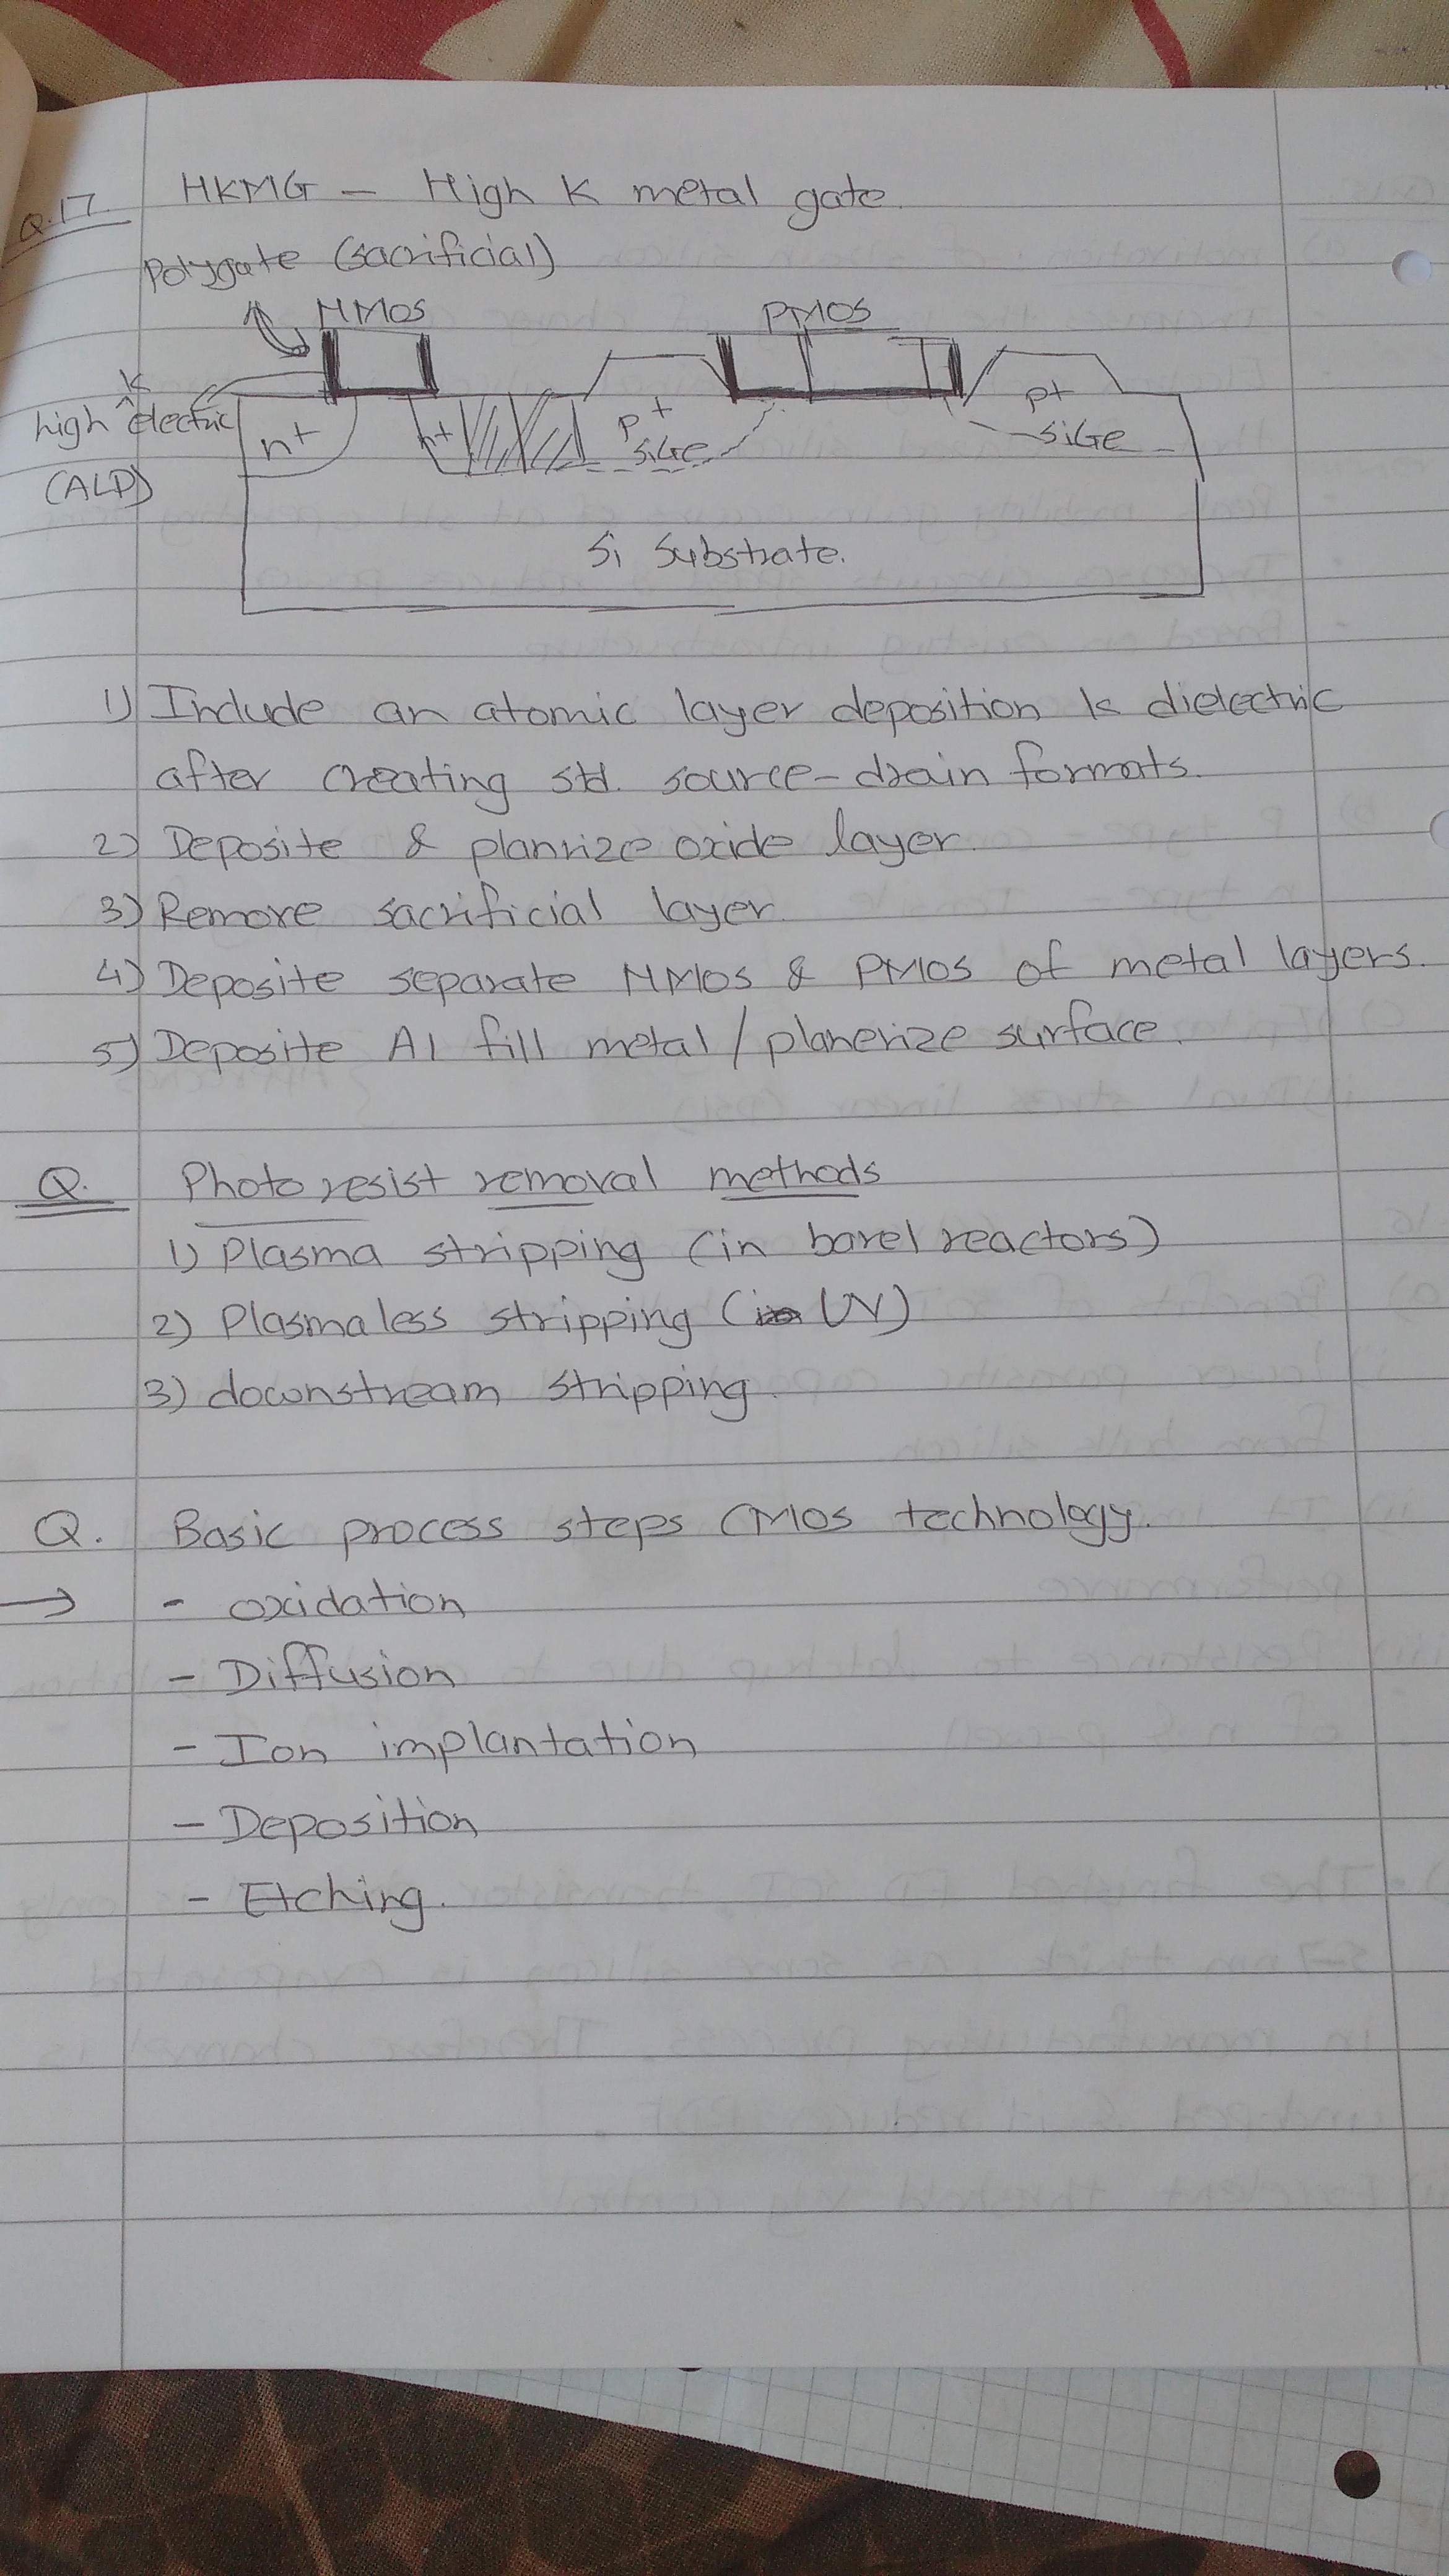 Q.17. HKMG – High K metal gate.
Polygate (sacrificial)
NMOS PMOS
high k electric
(ALD)
n+ n+ p+ SiGe p+ SiGe
Si Substrate.
1) Include an atomic layer deposition k dielectric
after creating std. source-drain formats.
2) Deposite & planrize oxide layer.
3) Remove sacrificial layer.
4) Deposite separate NMOS & PMOS of metal layers.
5) Deposite Al fill metal / planerize surface.
Q. Photo resist removal methods
1) Plasma stripping (in barel reactors)
2) Plasmaless stripping (UV)
3) downstream stripping.
Q. Basic process steps CMOS technology.
→ - oxidation
- Diffusion
- Ion implantation
- Deposition
- Etching.